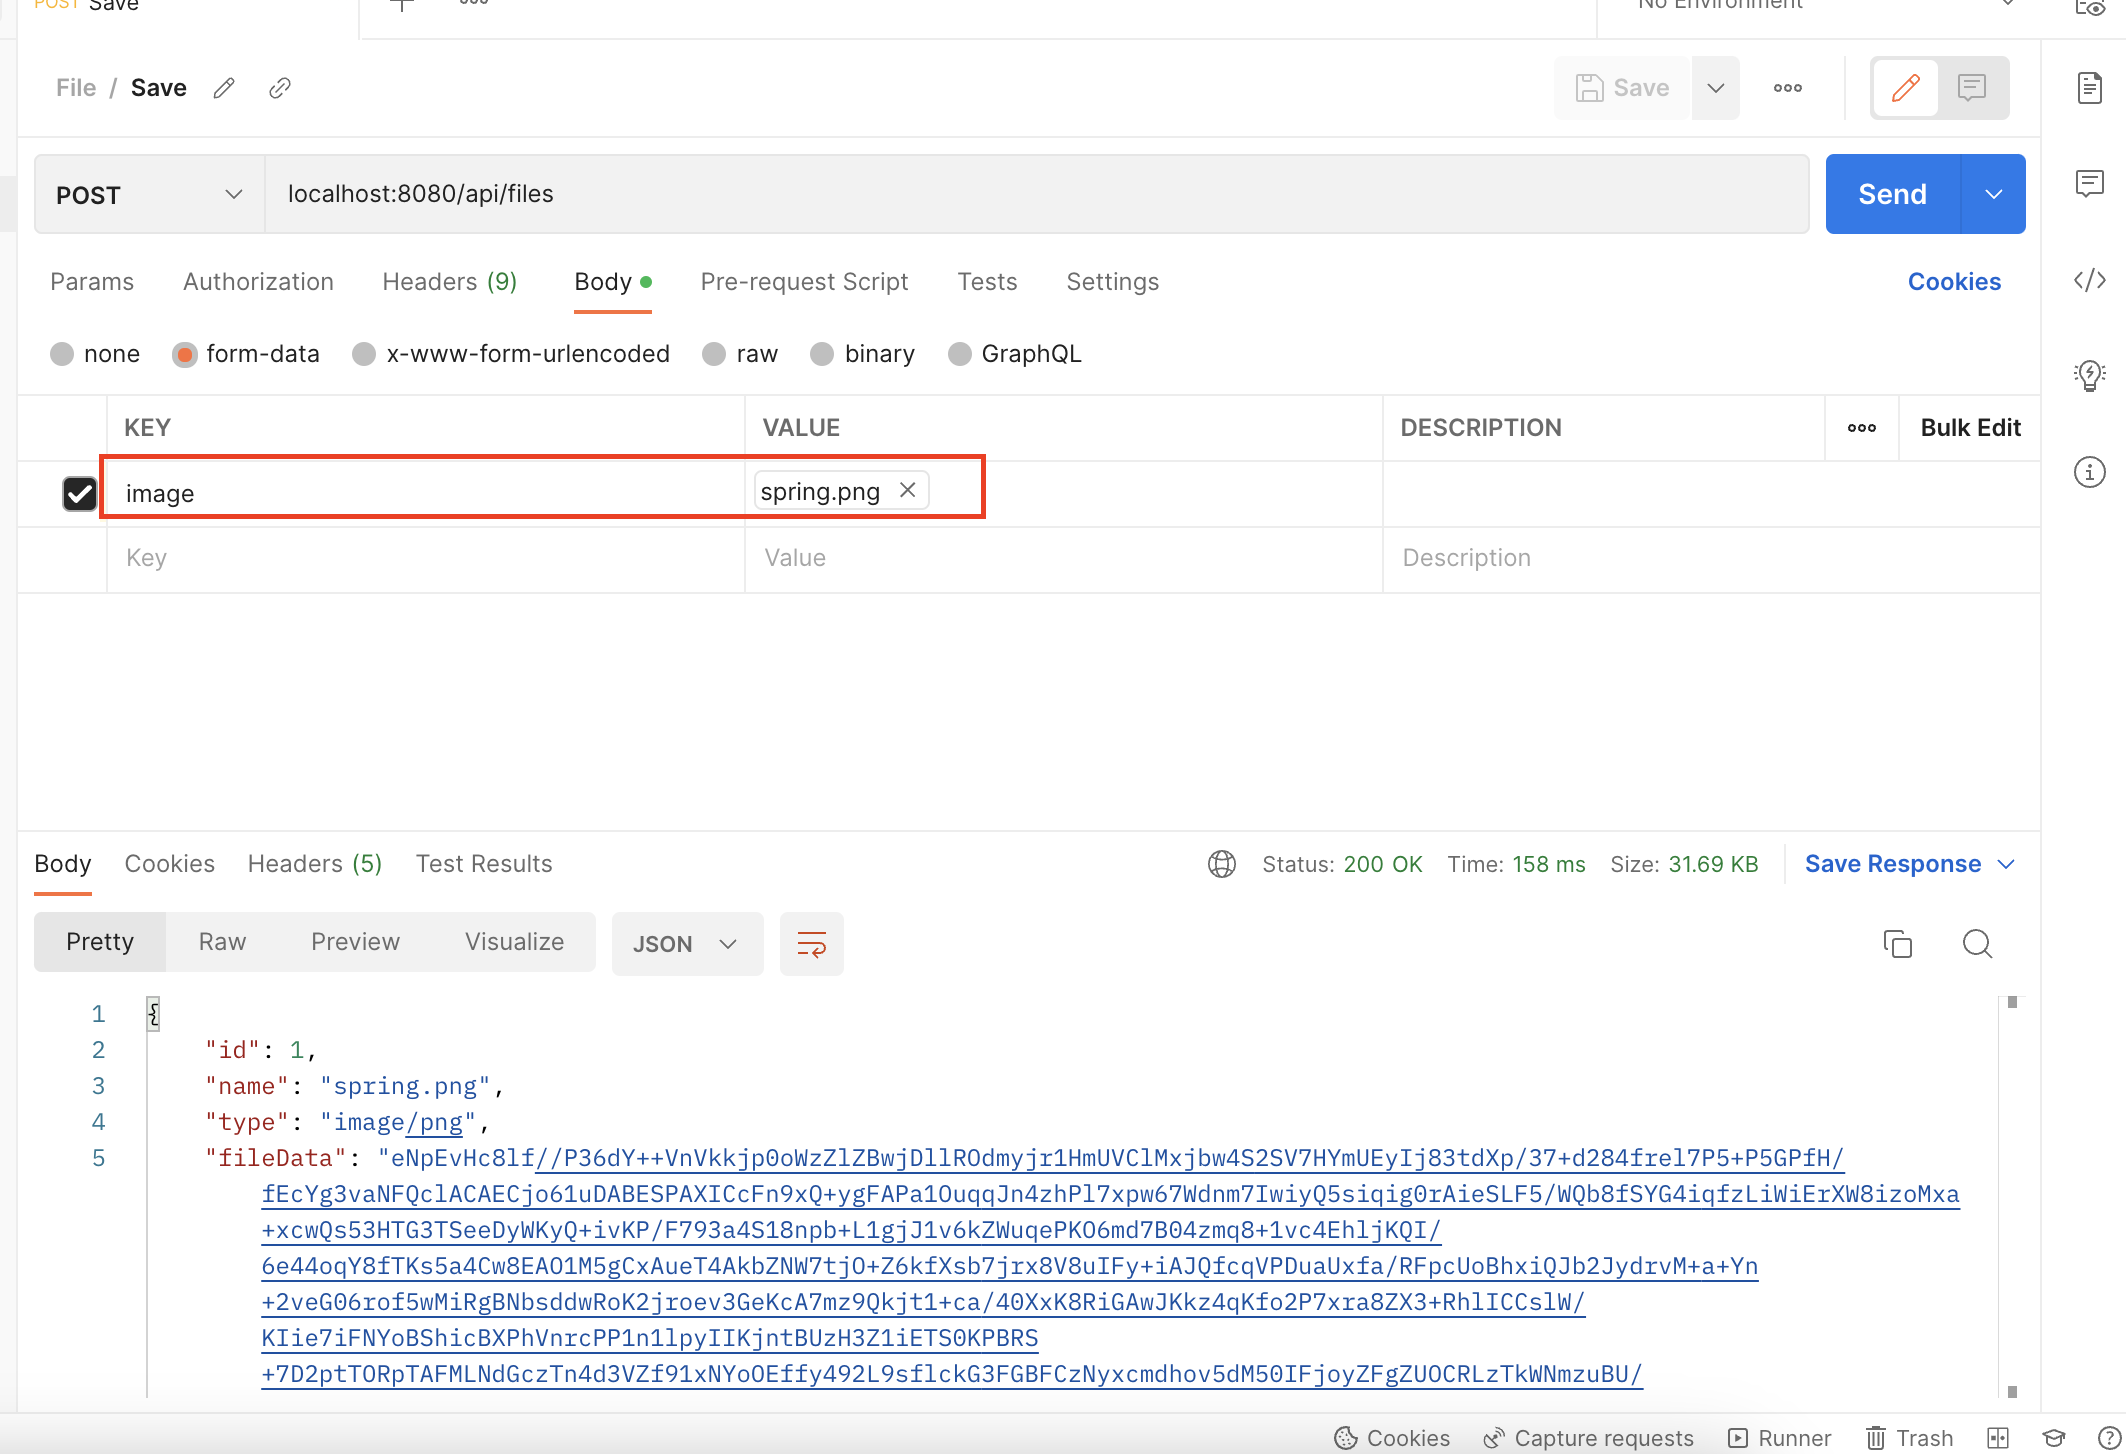 POST Save
No Environment
File / Save
Save
POST
localhost:8080/api/files
Send
Params Authorization Headers (9) Body Pre-request Script Tests Settings Cookies
none form-data x-www-form-urlencoded raw binary GraphQL
KEY VALUE DESCRIPTION Bulk Edit
image spring.png
Key Value Description
Body Cookies Headers (5) Test Results Status: 200 OK Time: 158 ms Size: 31.69 KB Save Response
Pretty Raw Preview Visualize JSON
1 {
2 "id": 1,
3 "name": "spring.png",
4 "type": "image/png",
5 "fileData": "eNpEvHc8lf//P36dY++VnVkkjp0oWzZlZBwjDllROdmyjr1HmUVClMxjbw4S2SV7HYmUEyIj83tdXp/37+d284frel7P5+P5GPfH/
fEcYg3vaNFQclACAECjo61uDABESPAXICcFn9xQ+ygFAPa1OuqqJn4zhPl7xpw67Wdnm7IwiyQ5siqig0rAieSLF5/WQb8fSYG4iqfzLiWiErXW8izoMxa
+xcwQs53HTG3TSeeDyWKyQ+ivKP/F793a4S18npb+L1gjJ1v6kZWuqePKO6md7B04zmq8+1vc4EhljKQI/
6e44oqY8fTKs5a4Cw8EAO1M5gCxAueT4AkbZNW7tjO+Z6kfXsb7jrx8V8uIFy+iAJQfcqVPDuaUxfa/RFpcUoBhxiQJb2JydrvM+a+Yn
+2veG06rof5wMiRgBNbsddwRoK2jroev3GeKcA7mz9Qkjt1+ca/40XxK8RiGAwJKkz4qKfo2P7xra8ZX3+RhlICCslW/
KIie7iFNYoBShicBXPhVnrcPP1n1lpyIIKjntBUzH3Z1iETS0KPBRS
+7D2ptTORpTAFMLNdGczTn4d3VZf91xNYoOEffy492L9sflckG3FGBFCzNyxcmdhov5dM50IFjoyZFgZUOCRLzTkWNmzuBU/
Cookies Capture requests Runner Trash